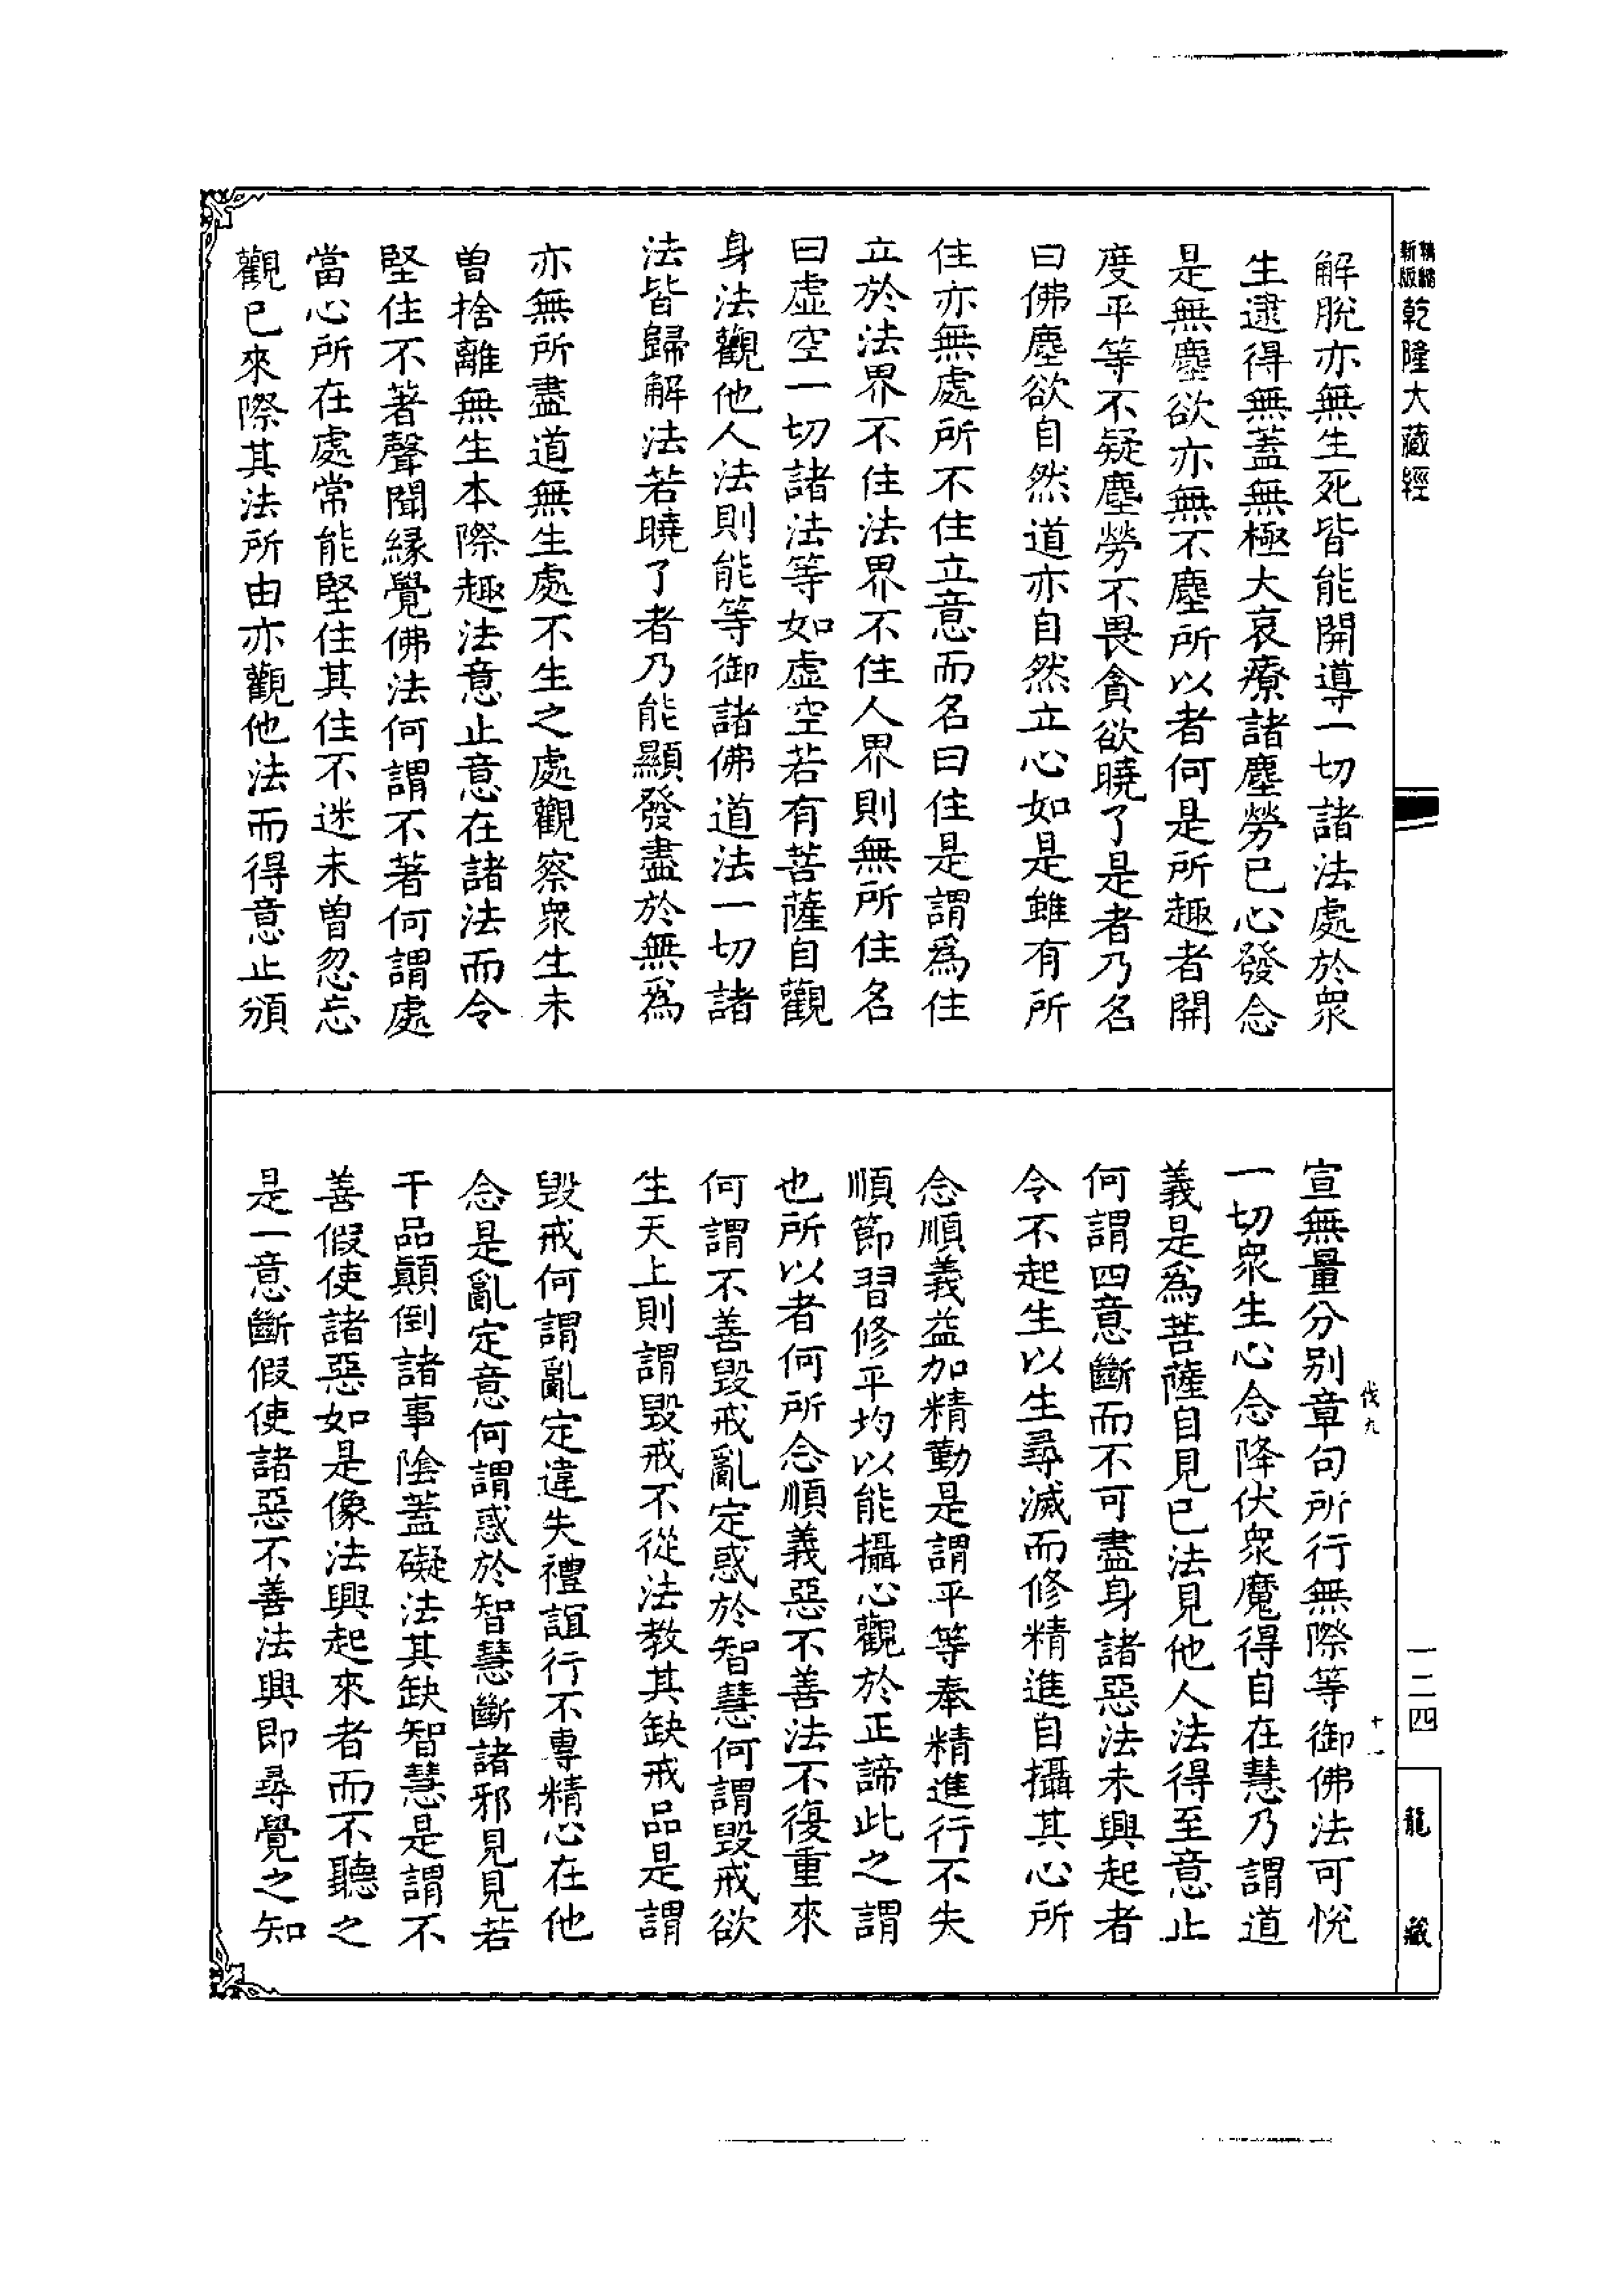 新版精縮乾隆大藏經
解脫亦無生死皆能開導一切諸法處於衆
生逮得無蓋無極大哀療諸塵勞已心發念
是無塵欲亦無不塵所以者何是所趣者開
度平等不疑塵勞不畏貪欲曉了是者乃名
曰佛塵欲自然道亦自然立心如是雖有所
住亦無處所不住立意而名曰住是謂爲住
立於法界不住法界不住人界則無所住名
曰虛空一切諸法等如虛空若有菩薩自觀
身法觀他人法則能等御諸佛道法一切諸
法皆歸解法若曉了者乃能顯發盡於無爲
亦無所盡道無生處不生之處觀察衆生未
曾捨離無生本際趣法意止意在諸法而令
堅住不著聲聞緣覺佛法何謂不著何謂處
當心所在處常能堅住其住不迷未曾忽忘
觀已來際其法所由亦觀他法而得意止頒
宣無量分別章句所行無際等御佛法可悅
一切衆生心念降伏衆魔得自在慧乃謂道
義是爲菩薩自見已法見他人法得至意止
何謂四意斷而不可盡身諸惡法未興起者
令不起生以生尋滅而修精進自攝其心所
念順義益加精勤是謂平等奉精進行不失
順節習修平均以能攝心觀於正諦此之謂
也所以者何所念順義惡不善法不復重來
何謂不善毀戒亂定惑於智慧何謂毀戒欲
生天上則謂毀戒不從法教其缺戒品是謂
毀戒何謂亂定違失禮誼行不專精心在他
念是亂定意何謂惑於智慧斷諸邪見見若
干品顚倒諸事陰蓋礙法其缺智慧是謂不
善假使諸惡如是像法興起來者而不聽之
是一意斷假使諸惡不善法興即尋覺之知
伐九
十一
一二四
龍藏